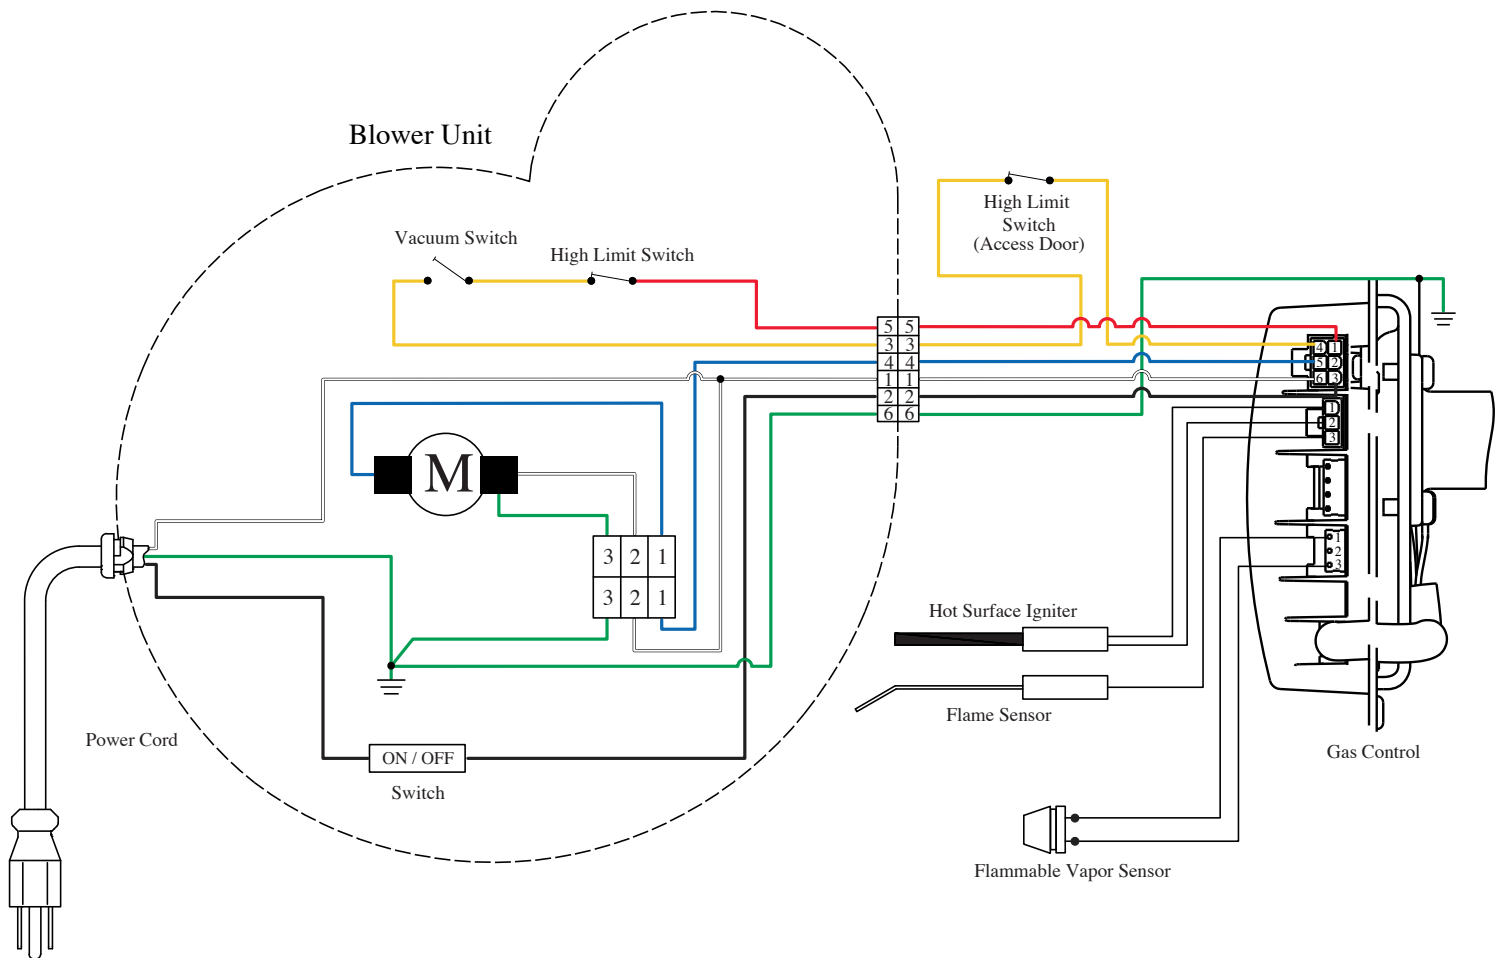 Blower Unit
Vacuum Switch
High Limit Switch
High Limit
Switch
(Access Door)
5 5
3 3
4 4
1 1
2 2
6 6
4 1
5 2
6 3
1
2
3
M
3 2 1
3 2 1
1
2
3
Hot Surface Igniter
Flame Sensor
Power Cord
ON / OFF
Switch
Gas Control
Flammable Vapor Sensor